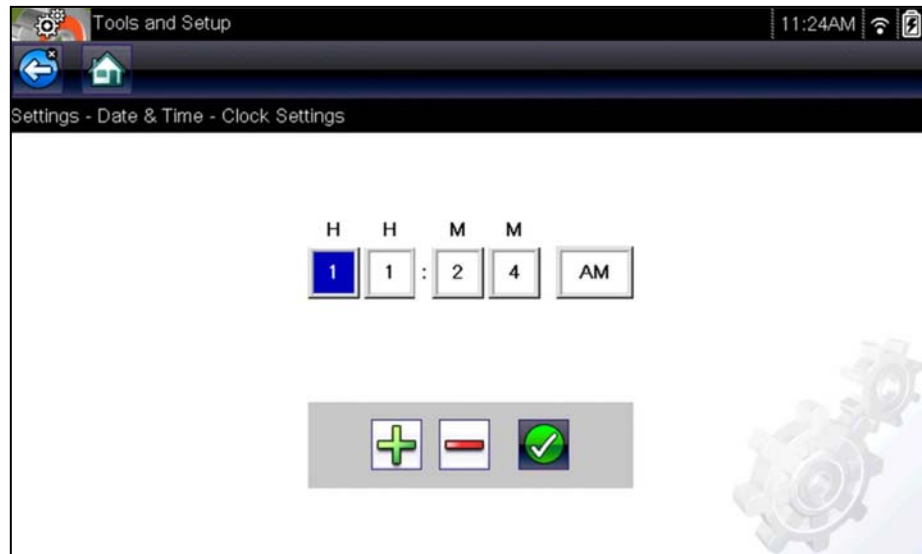 Tools and Setup 11:24AM
Settings - Date & Time - Clock Settings
H H M M
1 1 : 2 4 AM